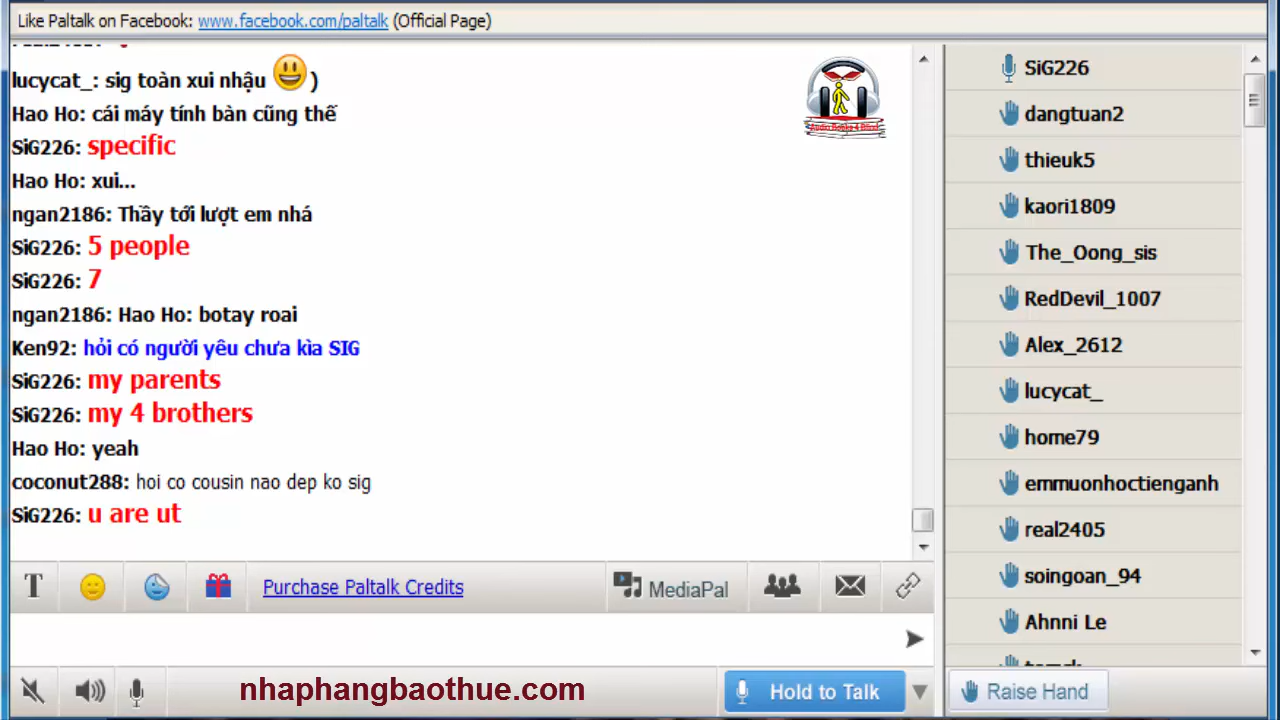 Like Paltalk on Facebook: www.facebook.com/paltalk (Official Page)
lucycat_: sig toàn xui nhậu )
Hao Ho: cái máy tính bàn cũng thế
SiG226: specific
Hao Ho: xui...
ngan2186: Thầy tới lượt em nhá
SiG226: 5 people
SiG226: 7
ngan2186: Hao Ho: botay roai
Ken92: hỏi có người yêu chưa kìa SIG
SiG226: my parents
SiG226: my 4 brothers
Hao Ho: yeah
coconut288: hoi co cousin nao dep ko sig
SiG226: u are ut
T
Purchase Paltalk Credits
MediaPal
nhaphangbaothue.com
Hold to Talk
SiG226
dangtuan2
thieuk5
kaori1809
The_Oong_sis
RedDevil_1007
Alex_2612
lucycat_
home79
emmuonhoctienganh
real2405
soingoan_94
Ahnni Le
Raise Hand